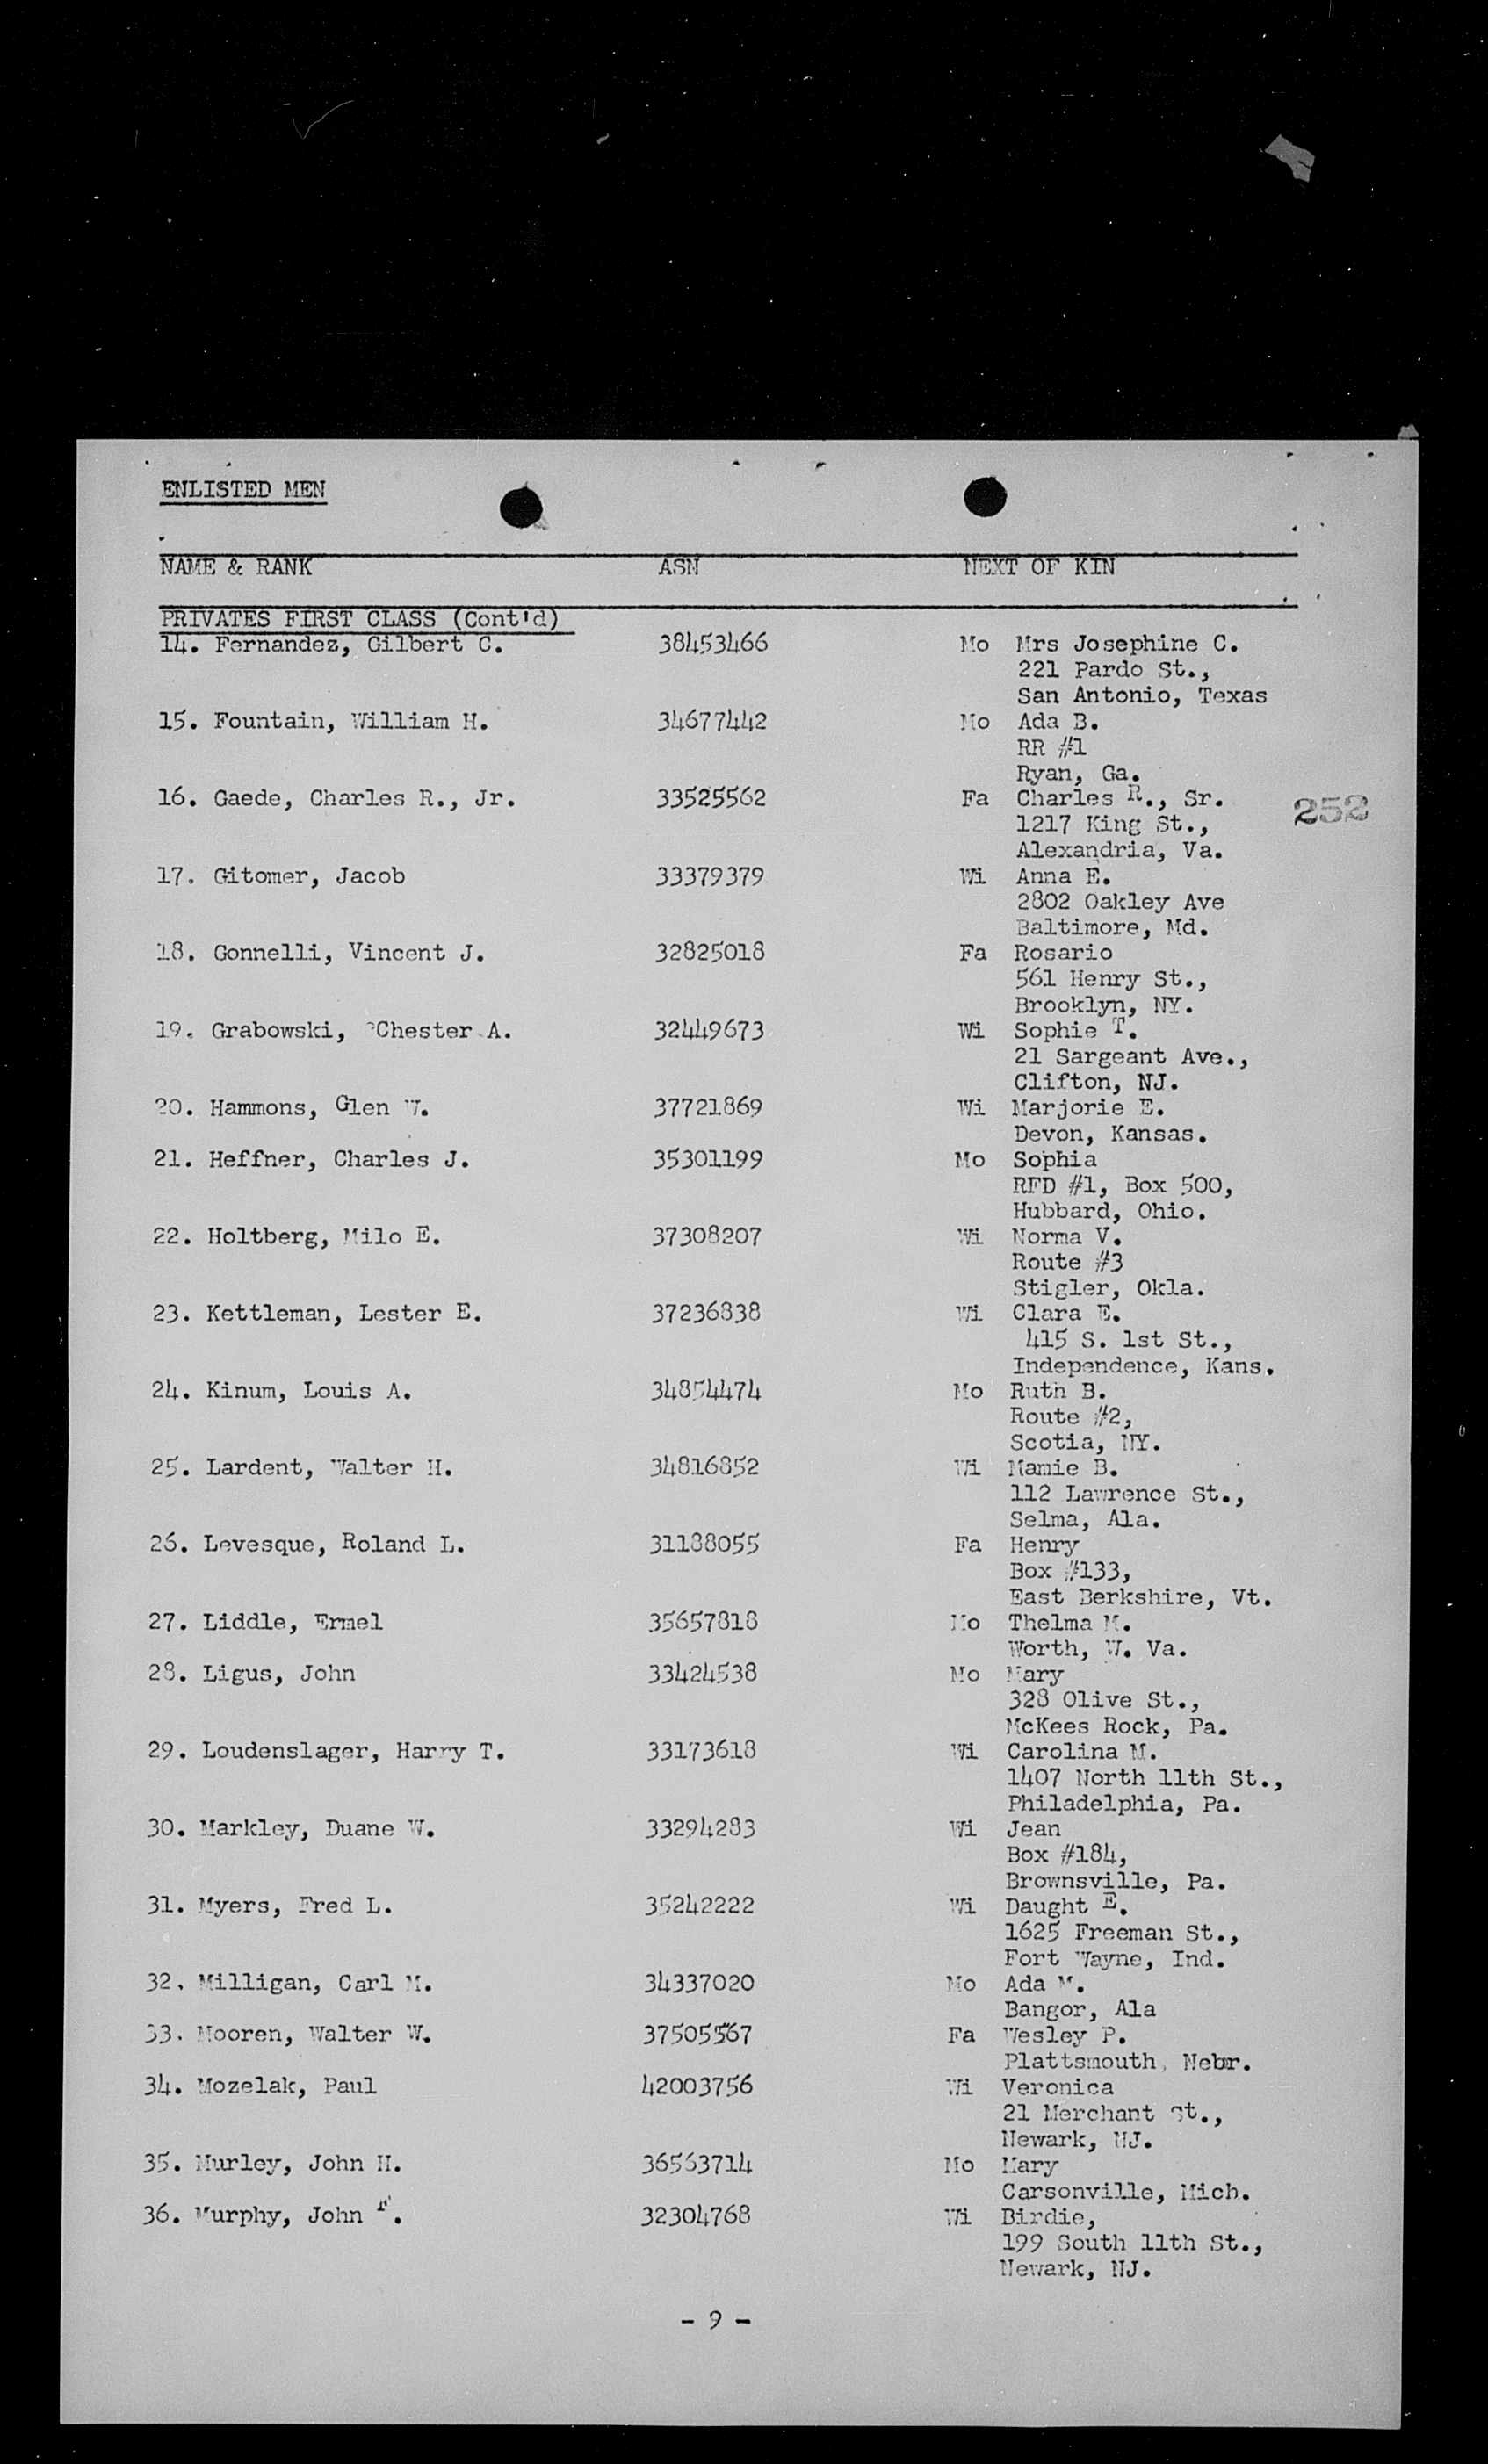 ENLISTED MEN
NAME & RANK ASN NEXT OF KIN
PRIVATES FIRST CLASS (Cont'd)
14. Fernandez, Gilbert C. 38453466 Mo Mrs Josephine C.
221 Pardo St.,
San Antonio, Texas
15. Fountain, William H. 34677442 Mo Ada B.
RR #1
Ryan, Ga.
16. Gaede, Charles R., Jr. 33525562 Fa Charles R., Sr.
252
1217 King St.,
Alexandria, Va.
17. Gitomer, Jacob 33379379 Wi Anna E.
2802 Oakley Ave
Baltimore, Md.
18. Gonnelli, Vincent J. 32825018 Fa Rosario
561 Henry St.,
Brooklyn, NY.
19. Grabowski, Chester A. 32449673 Wi Sophie T.
21 Sargeant Ave.,
Clifton, NJ.
20. Hammons, Glen W. 37721869 Wi Marjorie E.
Devon, Kansas.
21. Heffner, Charles J. 35301199 Mo Sophia
RFD #1, Box 500,
Hubbard, Ohio.
22. Holtberg, Milo E. 37308207 Wi Norma V.
Route #3
Stigler, Okla.
23. Kettleman, Lester E. 37236838 Wi Clara E.
415 S. 1st St.,
Independence, Kans.
24. Kinum, Louis A. 34854474 Mo Ruth B.
Route #2,
Scotia, NY.
25. Lardent, Walter H. 34816852 Wi Mamie B.
112 Lawrence St.,
Selma, Ala.
26. Levesque, Roland L. 31188055 Fa Henry
Box #133,
East Berkshire, Vt.
27. Liddle, Ermel 35657818 Mo Thelma M.
Worth, W. Va.
28. Ligus, John 33424538 Mo Mary
328 Olive St.,
McKees Rock, Pa.
29. Loudenslager, Harry T. 33173618 Wi Carolina M.
1407 North 11th St.,
Philadelphia, Pa.
30. Markley, Duane W. 33294283 Wi Jean
Box #184,
Brownsville, Pa.
31. Myers, Fred L. 35242222 Wi Daught E.
1625 Freeman St.,
Fort Wayne, Ind.
32. Milligan, Carl M. 34337020 Mo Ada M.
Bangor, Ala
33. Mooren, Walter W. 37505567 Fa Wesley P.
Plattsmouth, Nebr.
34. Mozelak, Paul 42003756 Wi Veronica
21 Merchant St.,
Newark, NJ.
35. Murley, John H. 36563714 Mo Mary
Carsonville, Mich.
36. Murphy, John F. 32304768 Wi Birdie,
199 South 11th St.,
Newark, NJ.
- 9 -